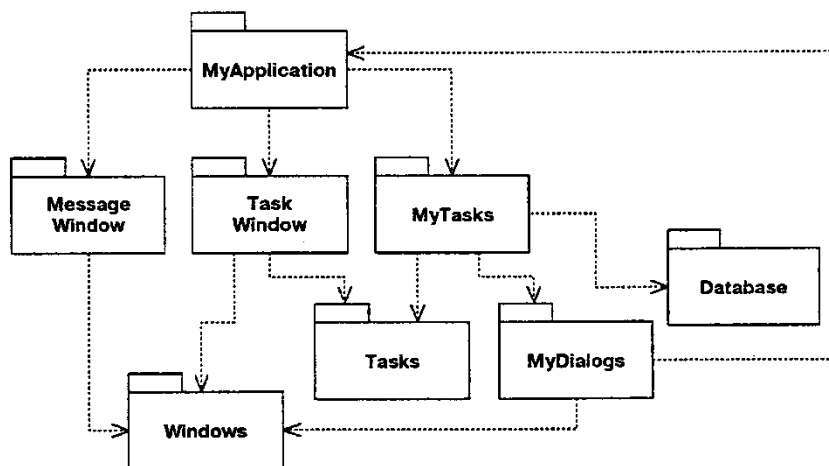 MyApplication
Message
Window
Task
Window
MyTasks
Database
Tasks
MyDialogs
Windows